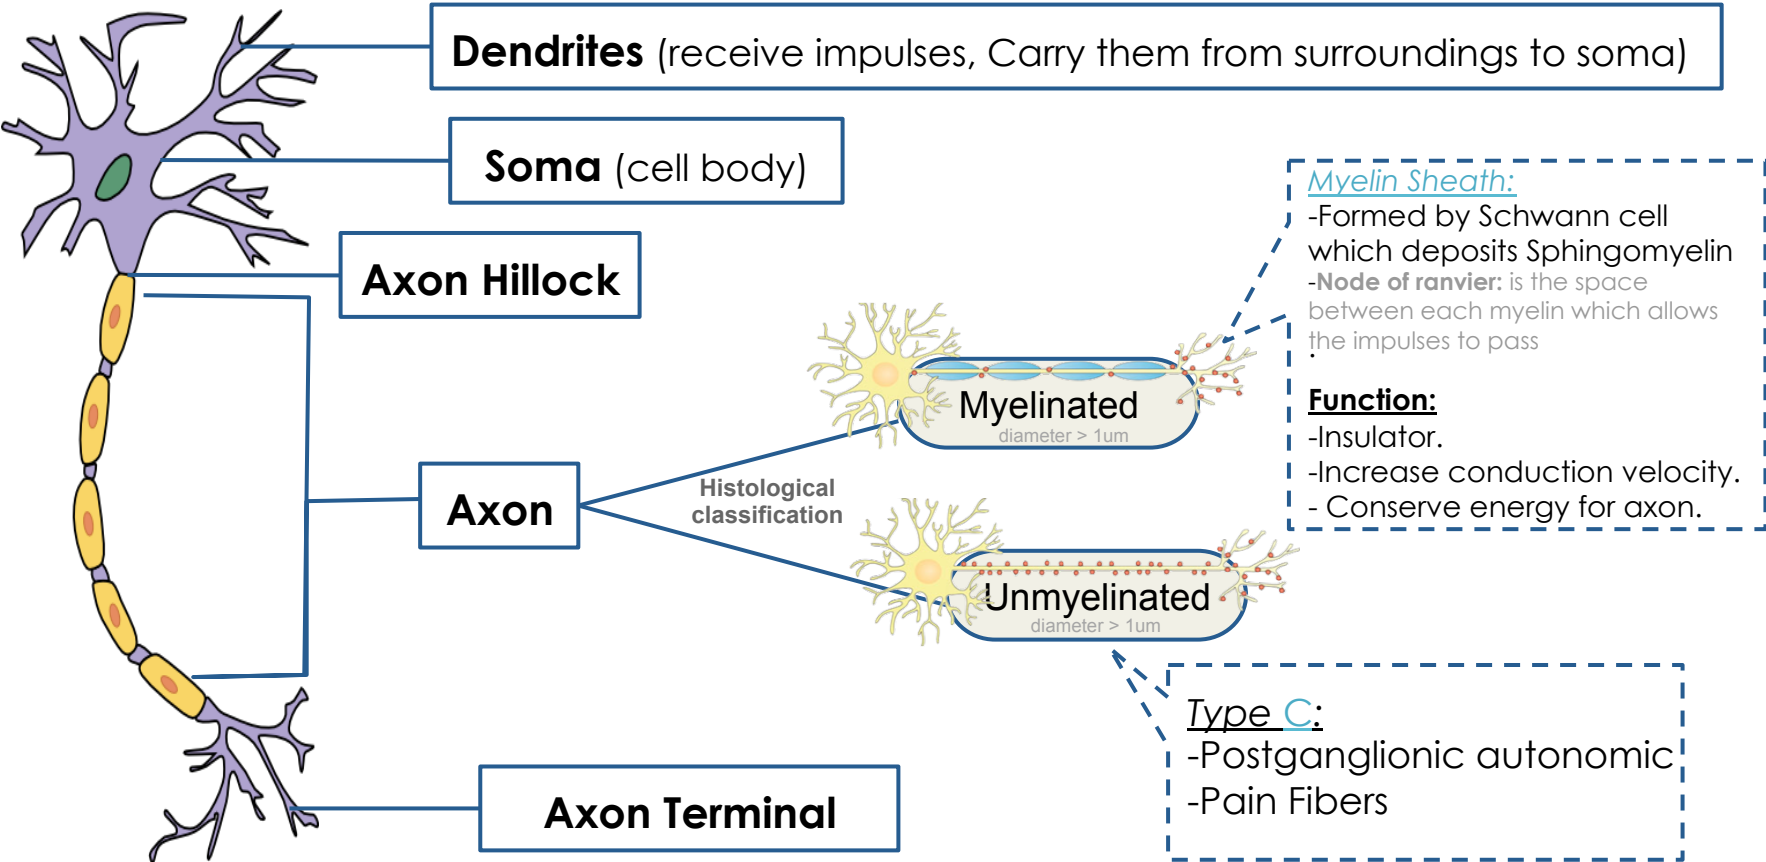 Dendrites (receive impulses, Carry them from surroundings to soma)
Soma (cell body)
Axon Hillock
Axon
Axon Terminal
Histological
classification
Myelinated
diameter > 1um
Unmyelinated
diameter > 1um
Myelin Sheath:
-Formed by Schwann cell
which deposits Sphingomyelin
-Node of ranvier: is the space
between each myelin which allows
the impulses to pass
.
Function:
-Insulator.
-Increase conduction velocity.
- Conserve energy for axon.
Type C:
-Postganglionic autonomic
-Pain Fibers